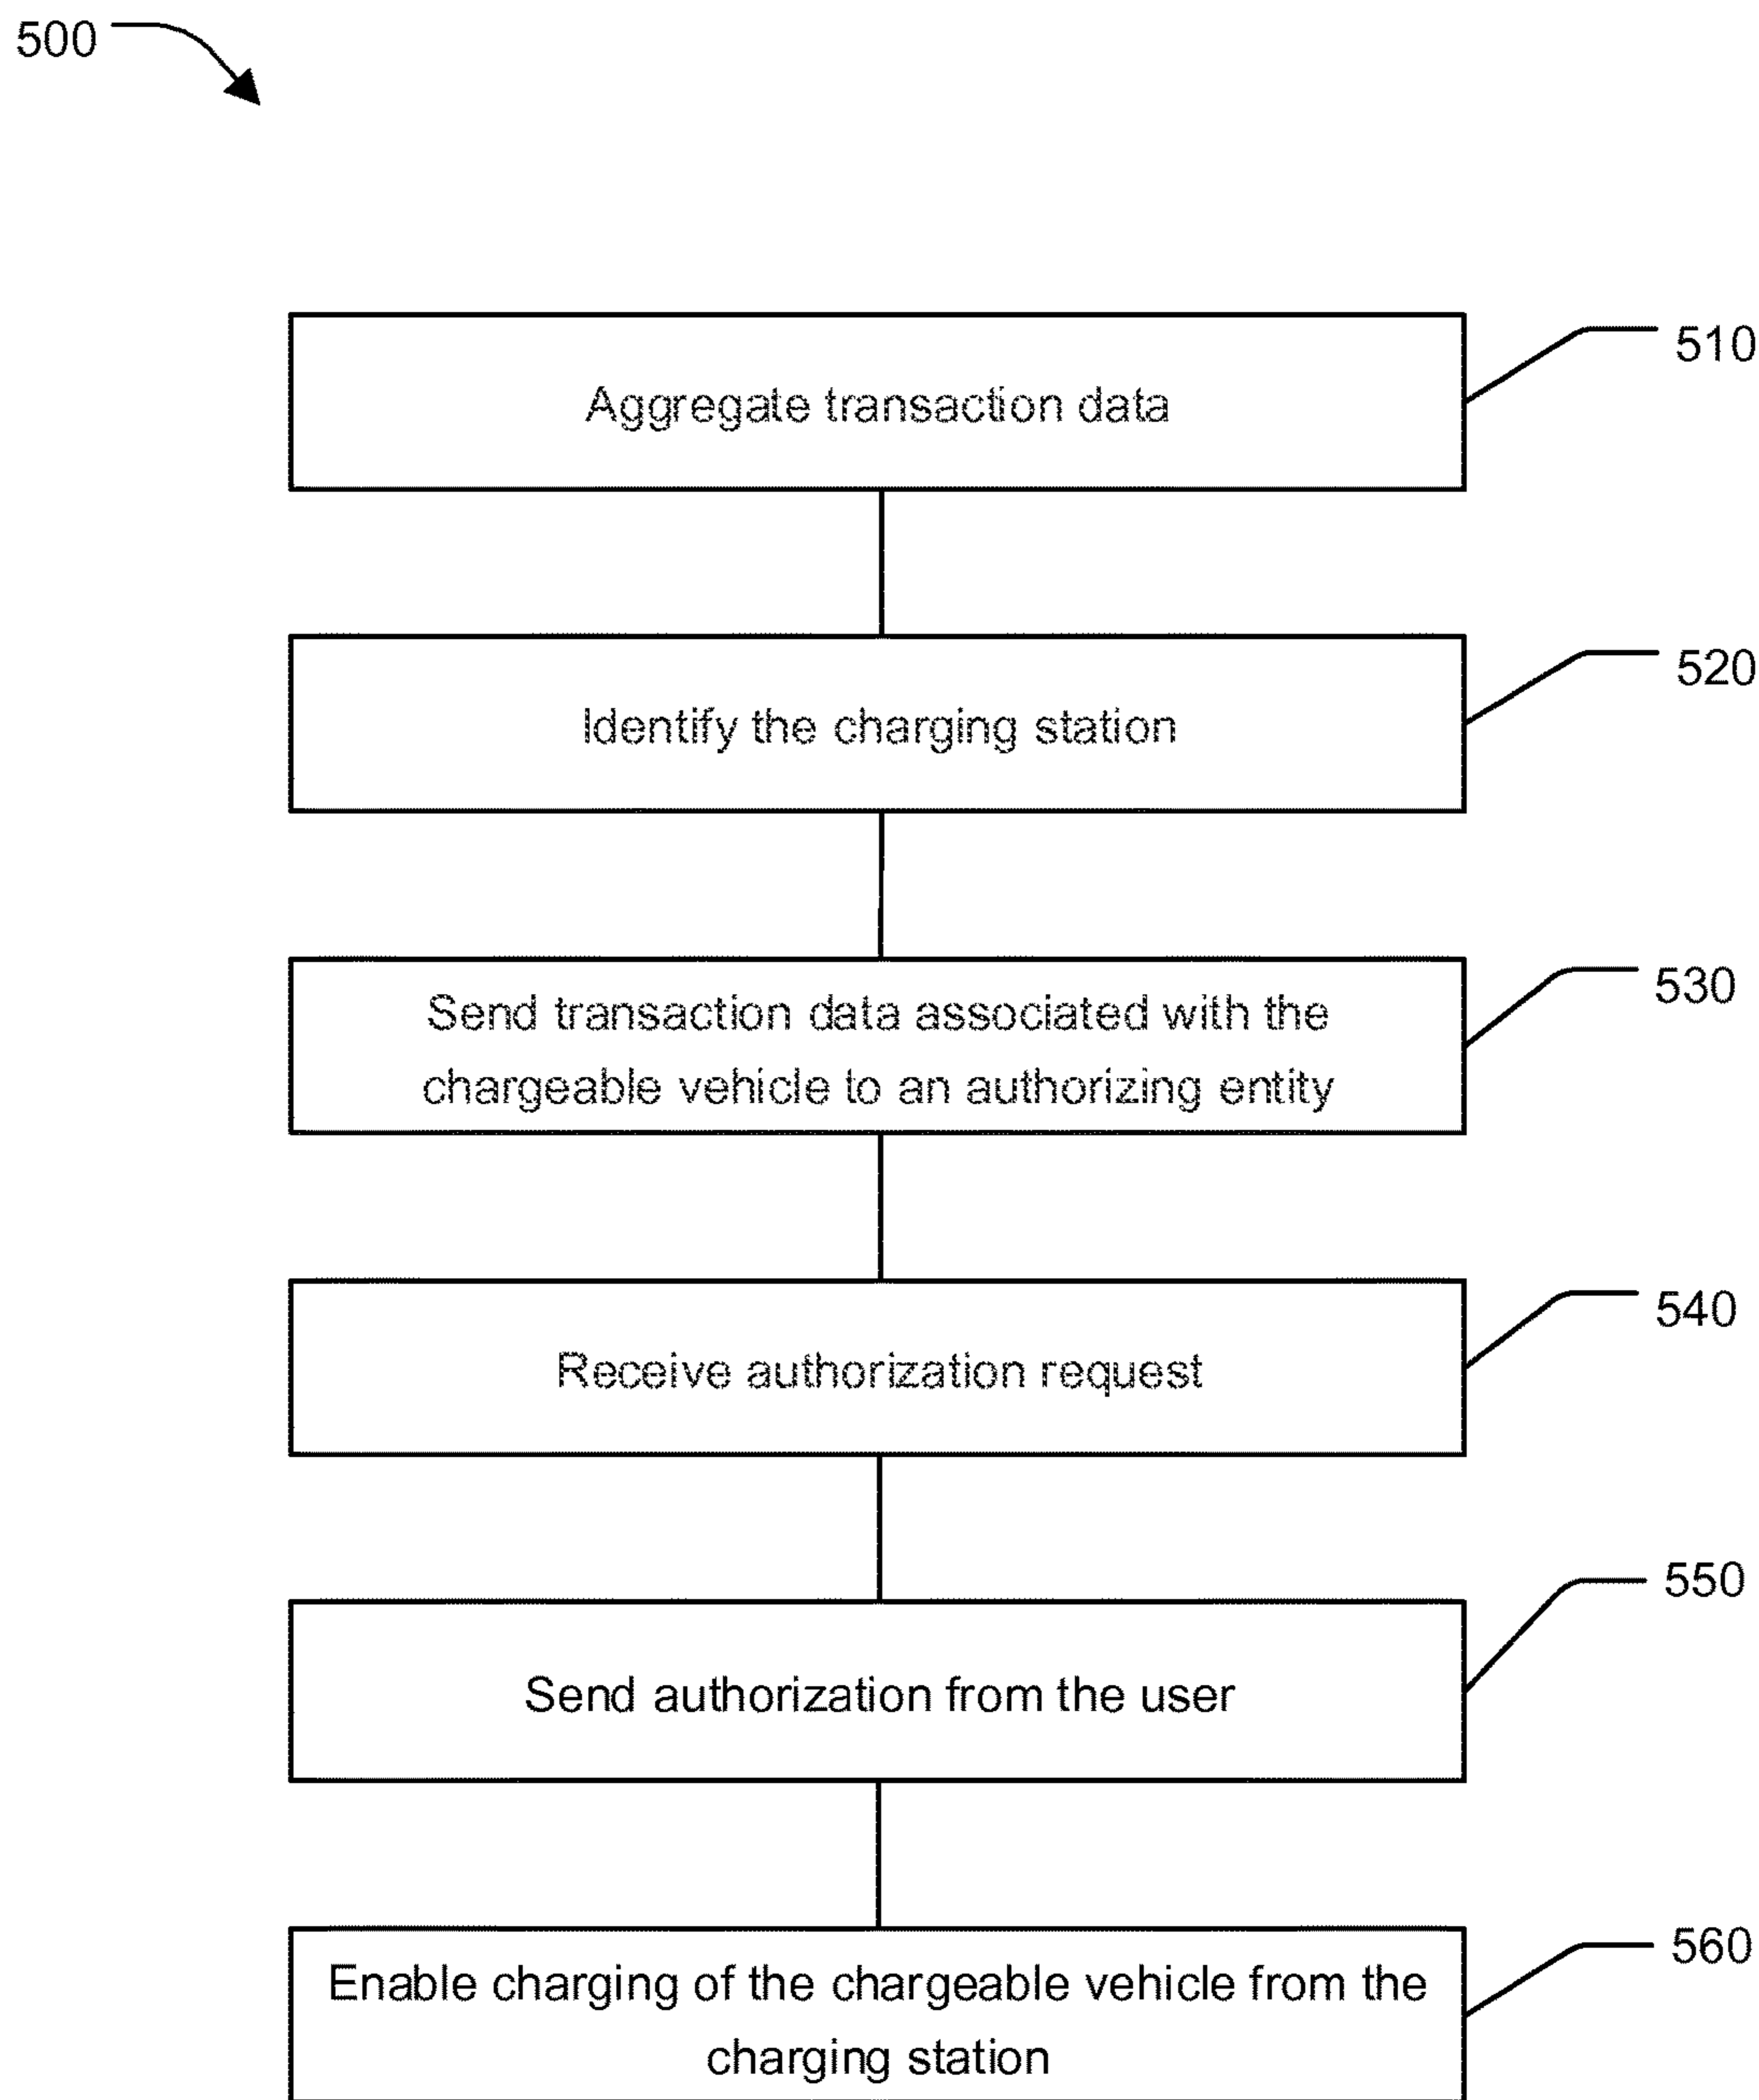 500
510
Aggregate transaction data
520
Identify the charging station
530
Send transaction data associated with the
chargeable vehicle to an authorizing entity
540
Receive authorization request
550
Send authorization from the user
560
Enable charging of the chargeable vehicle from the
charging station